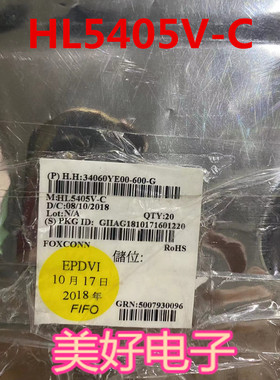 HL5405V-C
(P) H.H:34060YE00-600-G
M:HL5405V-C
D/C:08/10/2018
Lot:N/A QTY:20
(S) PKG ID: GIIAG1810171601220
FOXCONN RoHS
儲位:
EPDVI
10月17日
2018年
FIFO
GRN:5007930096
美好电子